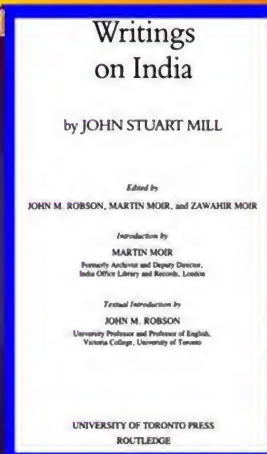 Writings
on India
by JOHN STUART MILL
Edited by
JOHN M. ROBSON, MARTIN MOIR, and ZAWAHIR MOIR
Introduction by
MARTIN MOIR
Formerly Archivist and Deputy Director,
India Office Library and Records, London
Textual Introduction by
JOHN M. ROBSON
University Professor and Professor of English,
Victoria College, University of Toronto
UNIVERSITY OF TORONTO PRESS
ROUTLEDGE